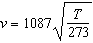 v = 1087√(T/273)